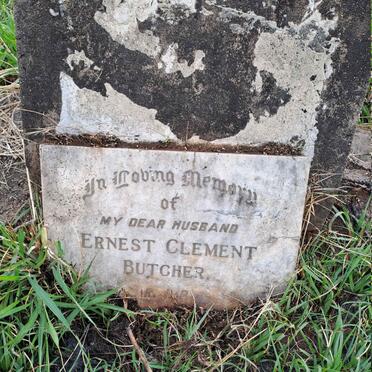 In Loving Memory
of
MY DEAR HUSBAND
ERNEST CLEMENT
BUTCHER.